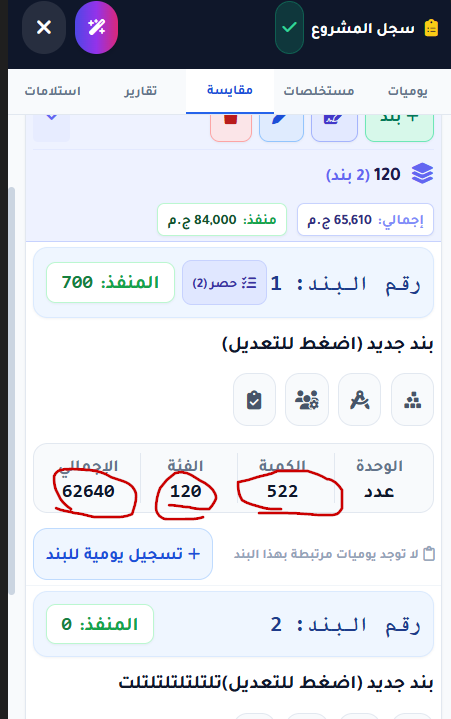 سجل المشروع
يوميات مستخلصات مقايسة تقارير استلامات
+ بند
120 (2 بند)
إجمالي: 65,610 ج.م منفذ: 84,000 ج.م
رقم البند: 1 حصر (2) المنفذ: 700
بند جديد (اضغط للتعديل)
الوحدة الكمية الفئة الإجمالي
عدد 522 120 62640
لا توجد يوميات مرتبطة بهذا البند + تسجيل يومية للبند
رقم البند: 2 المنفذ: 0
بند جديد (اضغط للتعديل)تلتلتلتلتلتلت